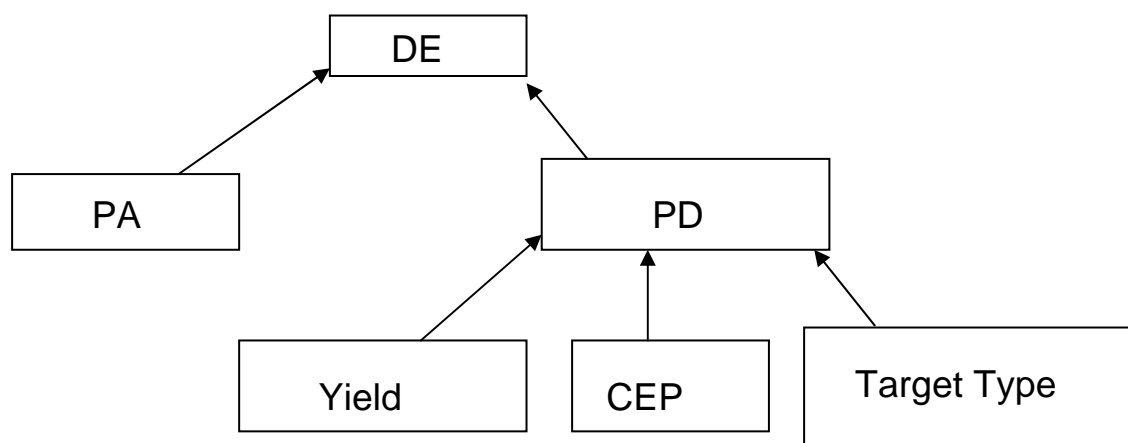 DE
PA
PD
Yield
CEP
Target Type